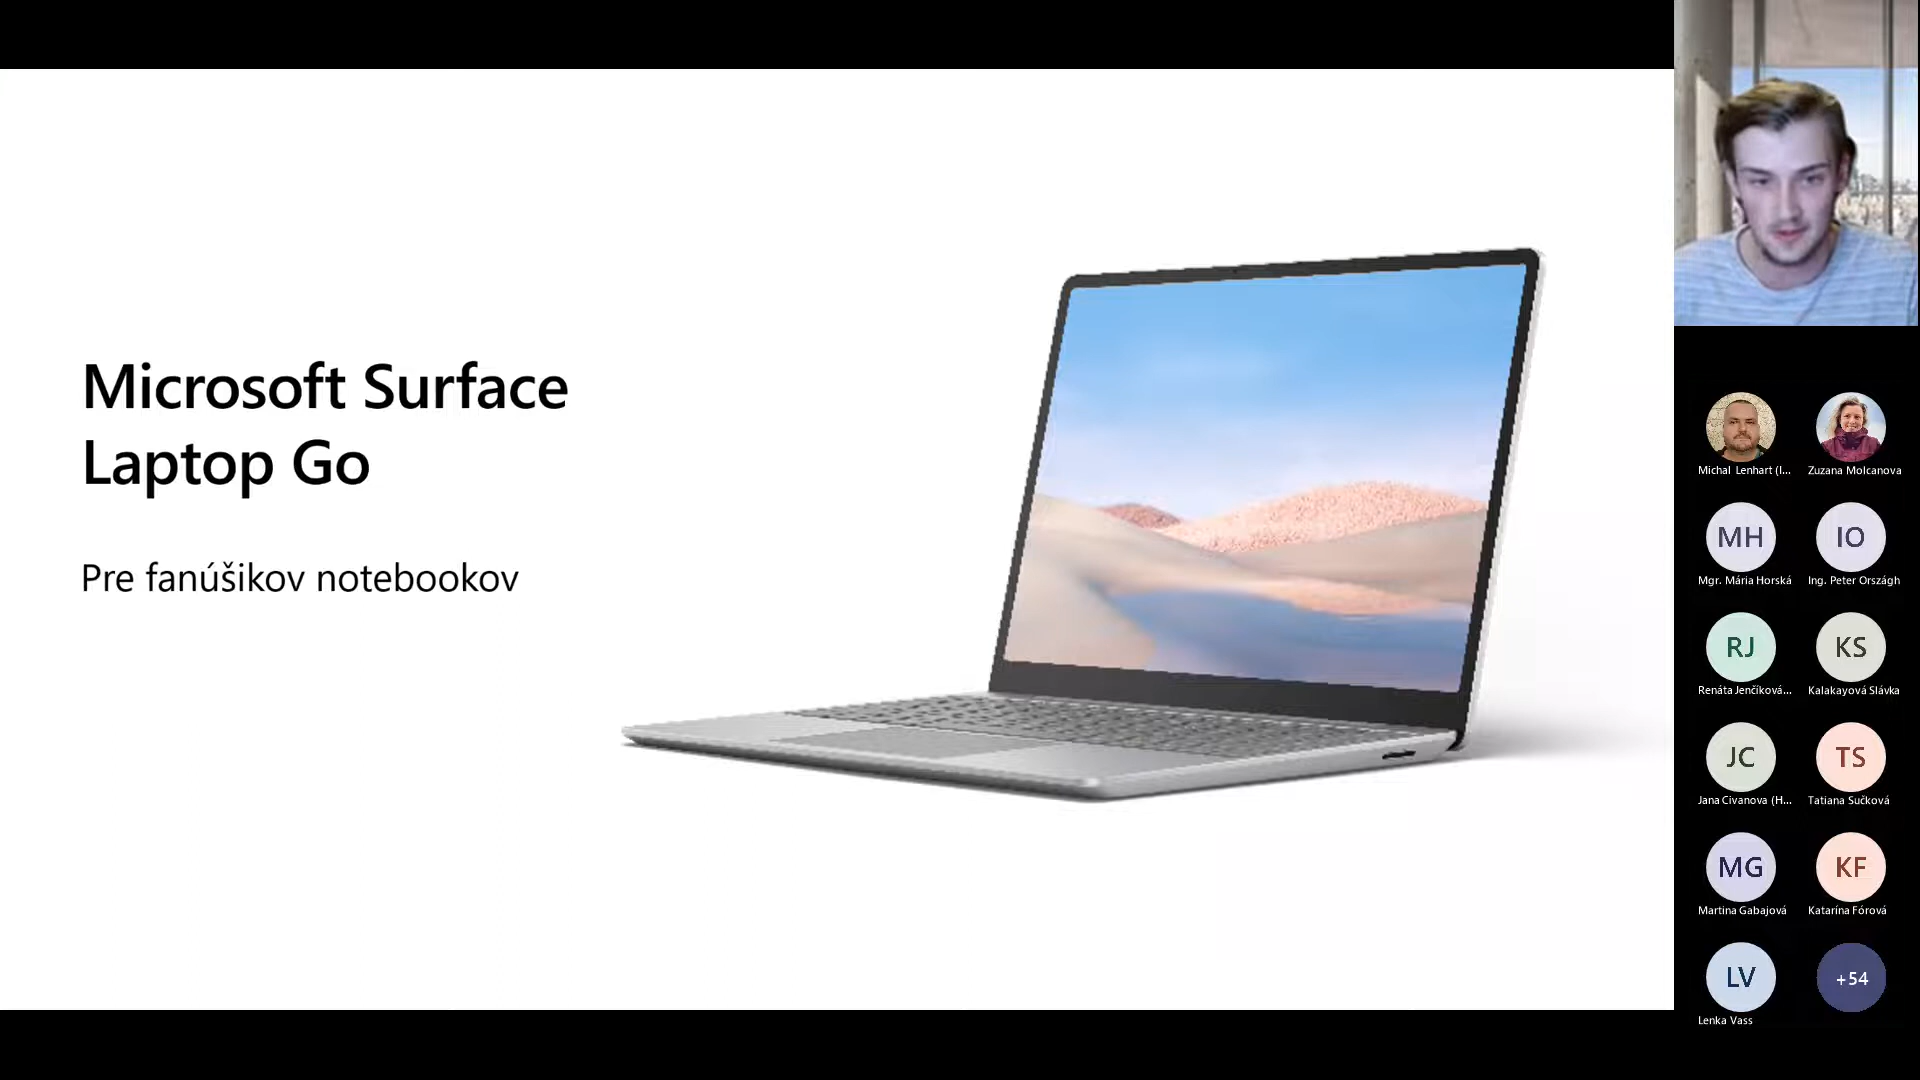 Microsoft Surface
Laptop Go
Pre fanúšikov notebookov
Michal Lenhart (I...
Zuzana Molcanova
MH
IO
Mgr. Mária Horská
Ing. Peter Országh
RJ
KS
Renáta Jenčíková...
Kalakayová Slávka
JC
TS
Jana Civanova (H...
Tatiana Sučková
MG
KF
Martina Gabajová
Katarína Fórová
LV
+54
Lenka Vass